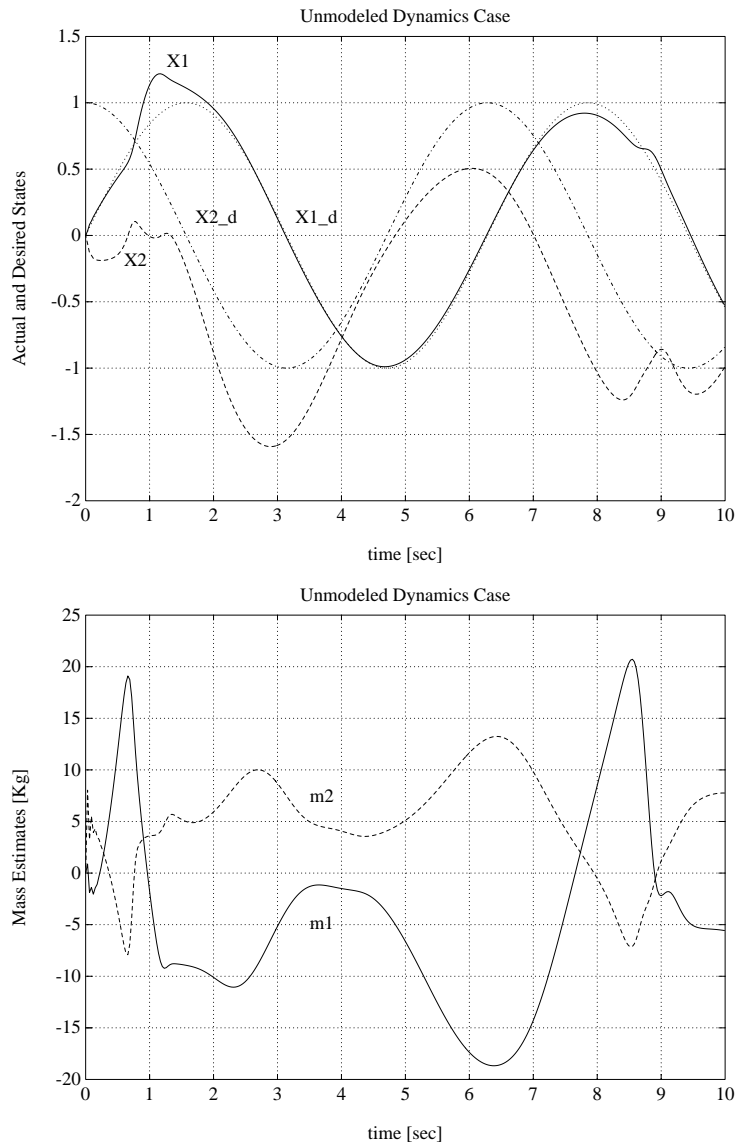 Unmodeled Dynamics Case
Actual and Desired States
1.5
1
0.5
0
-0.5
-1
-1.5
-2
X1
X2_d
X1_d
X2
0 1 2 3 4 5 6 7 8 9 10
time [sec]
Unmodeled Dynamics Case
Mass Estimates [Kg]
25
20
15
10
5
0
-5
-10
-15
-20
m2
m1
0 1 2 3 4 5 6 7 8 9 10
time [sec]